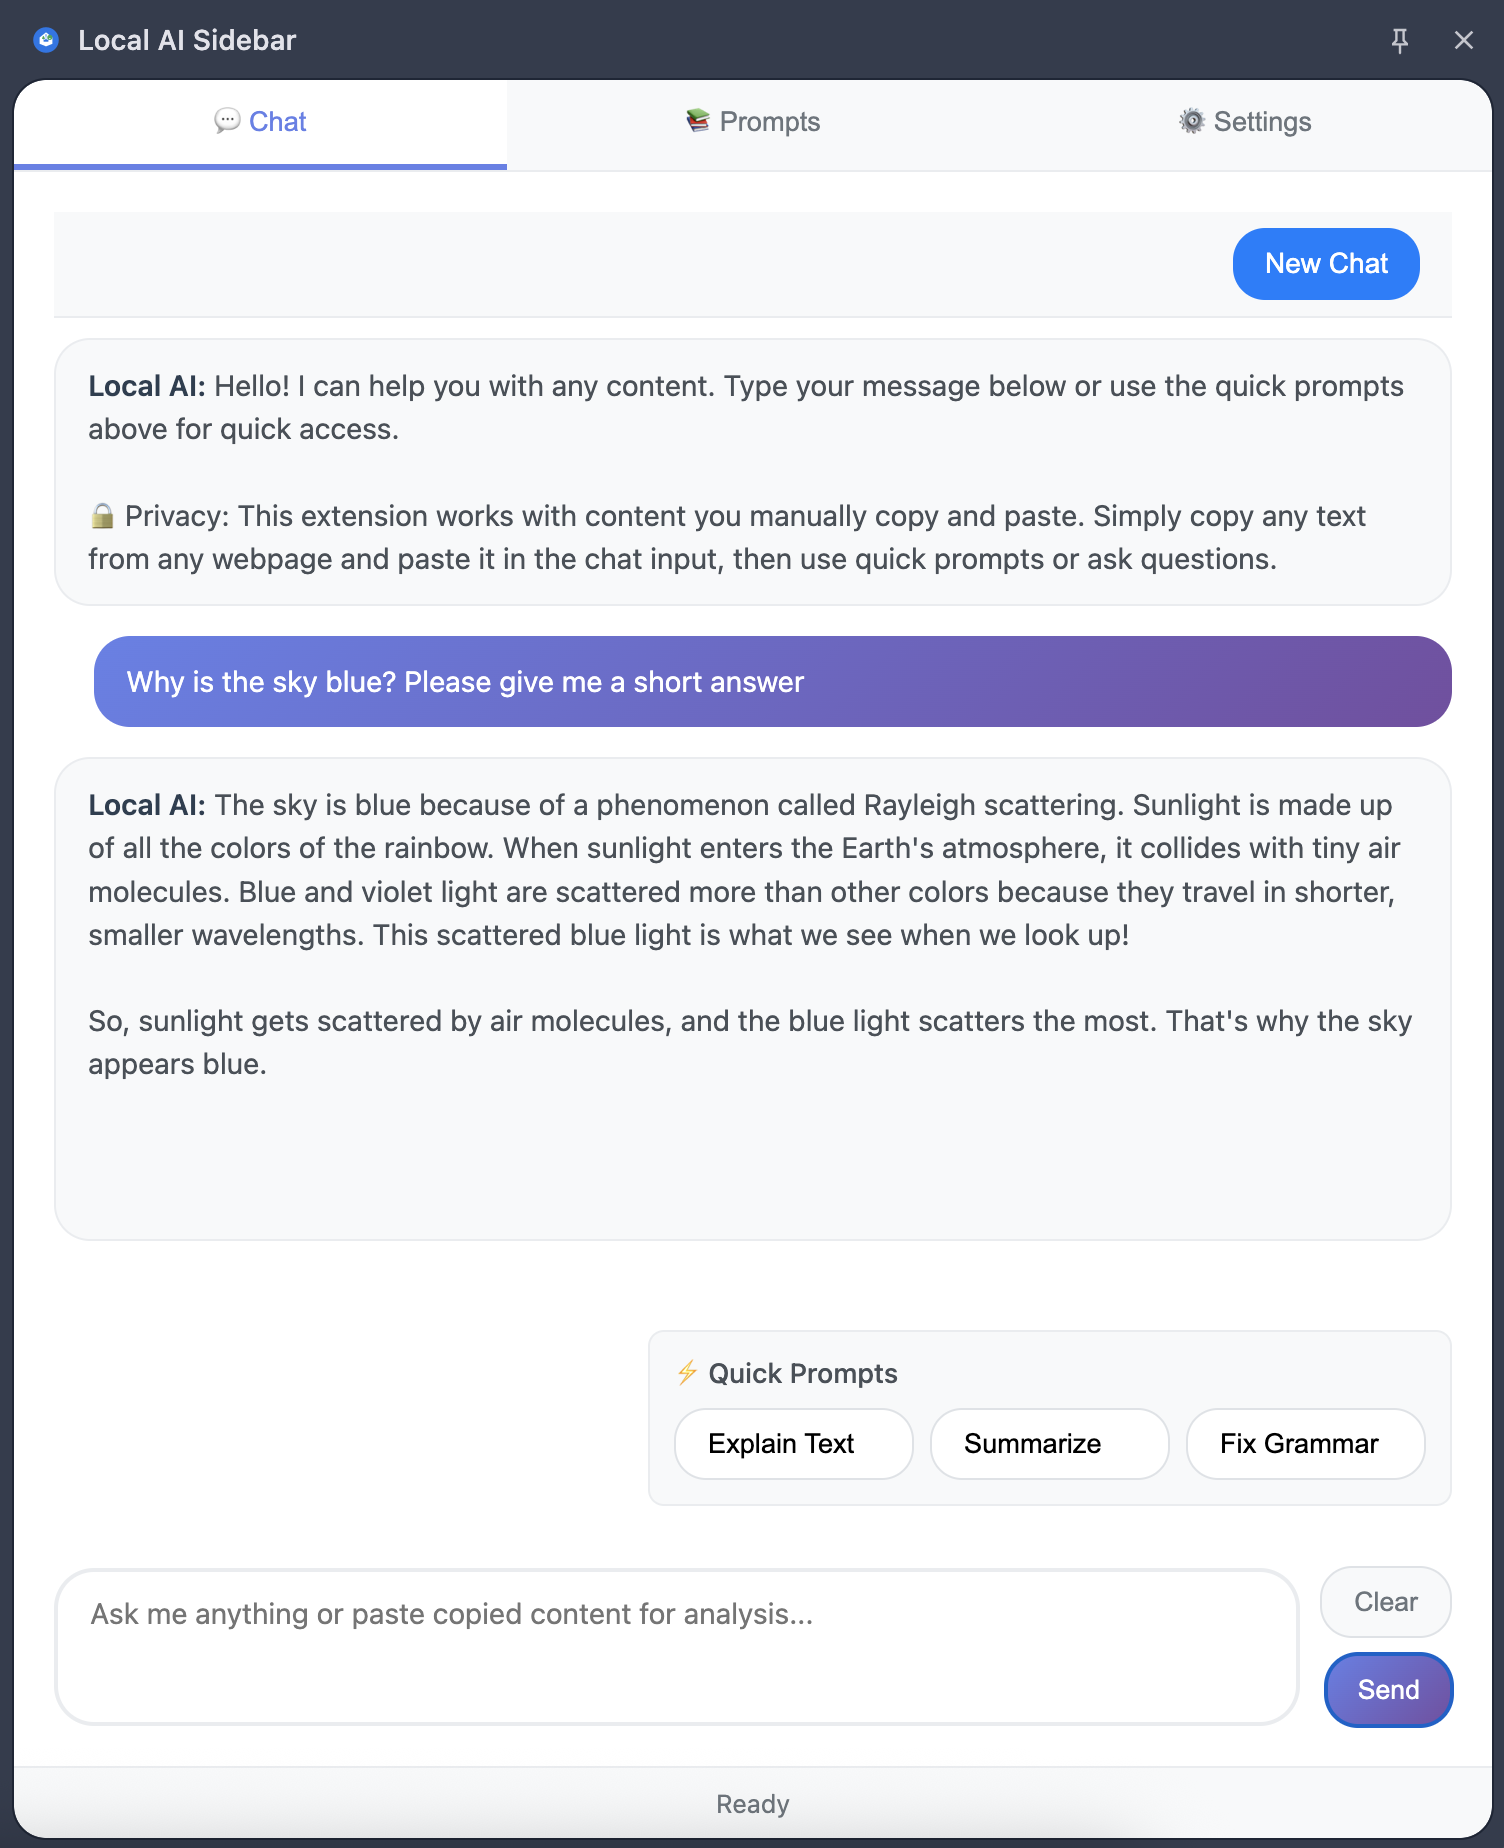 Local AI Sidebar
💬 Chat
📚 Prompts
⚙️ Settings
New Chat
Local AI: Hello! I can help you with any content. Type your message below or use the quick prompts
above for quick access.
🔒 Privacy: This extension works with content you manually copy and paste. Simply copy any text
from any webpage and paste it in the chat input, then use quick prompts or ask questions.
Why is the sky blue? Please give me a short answer
Local AI: The sky is blue because of a phenomenon called Rayleigh scattering. Sunlight is made up
of all the colors of the rainbow. When sunlight enters the Earth's atmosphere, it collides with tiny air
molecules. Blue and violet light are scattered more than other colors because they travel in shorter,
smaller wavelengths. This scattered blue light is what we see when we look up!
So, sunlight gets scattered by air molecules, and the blue light scatters the most. That's why the sky
appears blue.
⚡ Quick Prompts
Explain Text
Summarize
Fix Grammar
Ask me anything or paste copied content for analysis...
Clear
Send
Ready